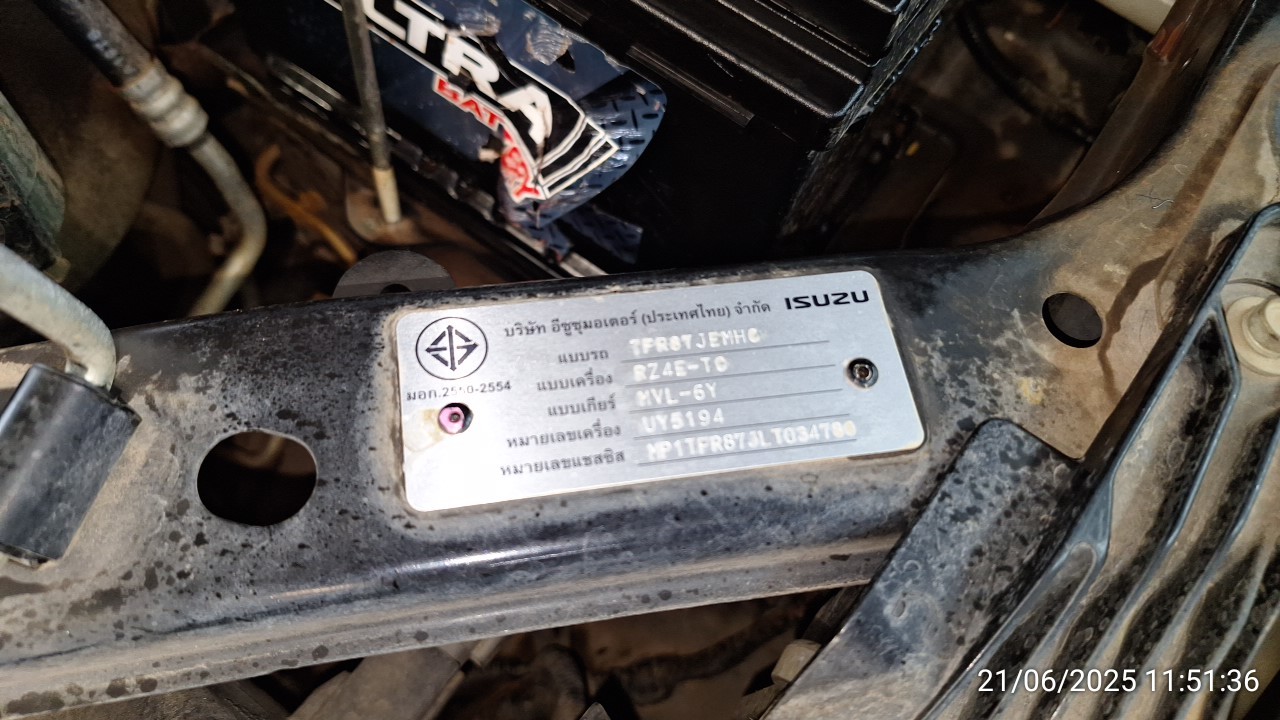 ULTRA
BATTERY
บริษัท อีซูซุมอเตอร์ (ประเทศไทย) จำกัด ISUZU
มอก.2550-2554
แบบรถ
แบบเครื่อง RZ4E-TC
แบบเกียร์ MVL-6Y
หมายเลขเครื่อง UY5194
หมายเลขแชสซิส
21/06/2025 11:51:36